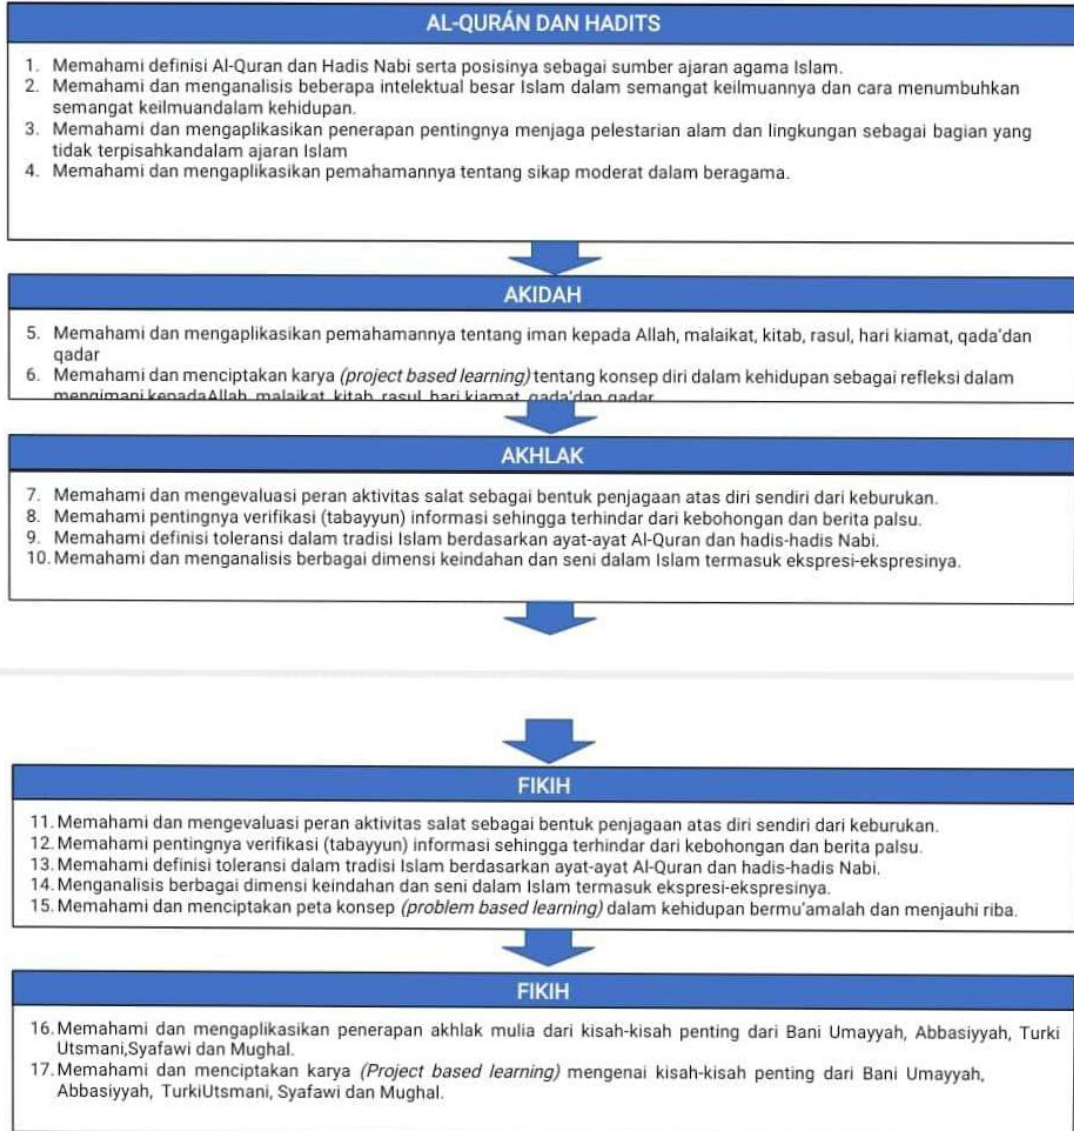 AL-QURÁN DAN HADITS
1. Memahami definisi Al-Quran dan Hadis Nabi serta posisinya sebagai sumber ajaran agama Islam.
2. Memahami dan menganalisis beberapa intelektual besar Islam dalam semangat keilmuannya dan cara menumbuhkan
semangat keilmuandalam kehidupan.
3. Memahami dan mengaplikasikan penerapan pentingnya menjaga pelestarian alam dan lingkungan sebagai bagian yang
tidak terpisahkandalam ajaran Islam
4. Memahami dan mengaplikasikan pemahamannya tentang sikap moderat dalam beragama.
AKIDAH
5. Memahami dan mengaplikasikan pemahamannya tentang iman kepada Allah, malaikat, kitab, rasul, hari kiamat, qada'dan
qadar
6. Memahami dan menciptakan karya (project based learning) tentang konsep diri dalam kehidupan sebagai refleksi dalam
mengimani kepadaAllah, malaikat, kitab, rasul, hari kiamat, qada'dan qadar
AKHLAK
7. Memahami dan mengevaluasi peran aktivitas salat sebagai bentuk penjagaan atas diri sendiri dari keburukan.
8. Memahami pentingnya verifikasi (tabayyun) informasi sehingga terhindar dari kebohongan dan berita palsu.
9. Memahami definisi toleransi dalam tradisi Islam berdasarkan ayat-ayat Al-Quran dan hadis-hadis Nabi.
10. Memahami dan menganalisis berbagai dimensi keindahan dan seni dalam Islam termasuk ekspresi-ekspresinya.
FIKIH
11. Memahami dan mengevaluasi peran aktivitas salat sebagai bentuk penjagaan atas diri sendiri dari keburukan.
12. Memahami pentingnya verifikasi (tabayyun) informasi sehingga terhindar dari kebohongan dan berita palsu.
13. Memahami definisi toleransi dalam tradisi Islam berdasarkan ayat-ayat Al-Quran dan hadis-hadis Nabi.
14. Menganalisis berbagai dimensi keindahan dan seni dalam Islam termasuk ekspresi-ekspresinya.
15. Memahami dan menciptakan peta konsep (problem based learning) dalam kehidupan bermu'amalah dan menjauhi riba.
FIKIH
16. Memahami dan mengaplikasikan penerapan akhlak mulia dari kisah-kisah penting dari Bani Umayyah, Abbasiyyah, Turki
Utsmani,Syafawi dan Mughal.
17. Memahami dan menciptakan karya (Project based learning) mengenai kisah-kisah penting dari Bani Umayyah,
Abbasiyyah, TurkiUtsmani, Syafawi dan Mughal.